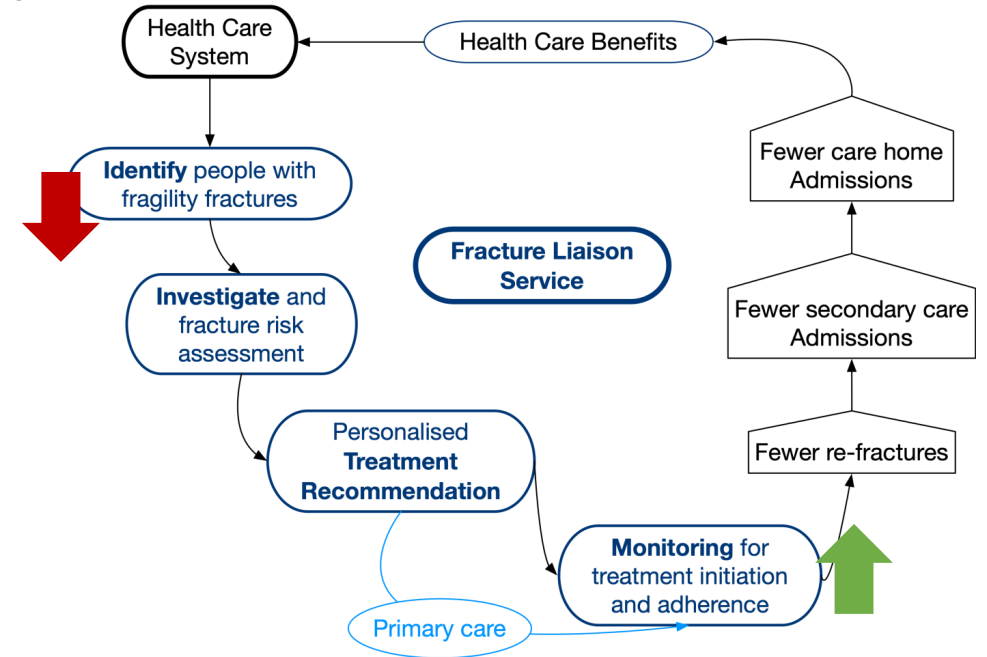 Health Care
System
Health Care Benefits
Identify people with
fragility fractures
Investigate and
fracture risk
assessment
Personalised
Treatment
Recommendation
Primary care
Monitoring for
treatment initiation
and adherence
Fewer re-fractures
Fewer secondary care
Admissions
Fewer care home
Admissions
Fracture Liaison
Service